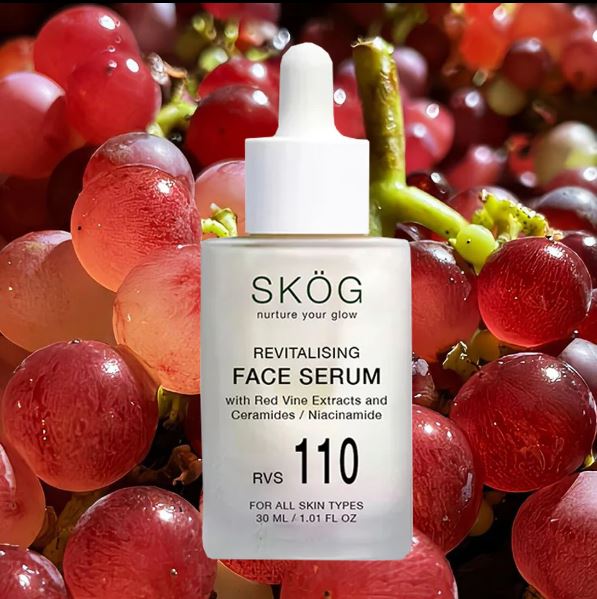 SKÖG
nurture your glow
REVITALISING
FACE SERUM
with Red Vine Extracts and
Ceramides / Niacinamide
RVS 110
FOR ALL SKIN TYPES
30 ML / 1.01 FL OZ